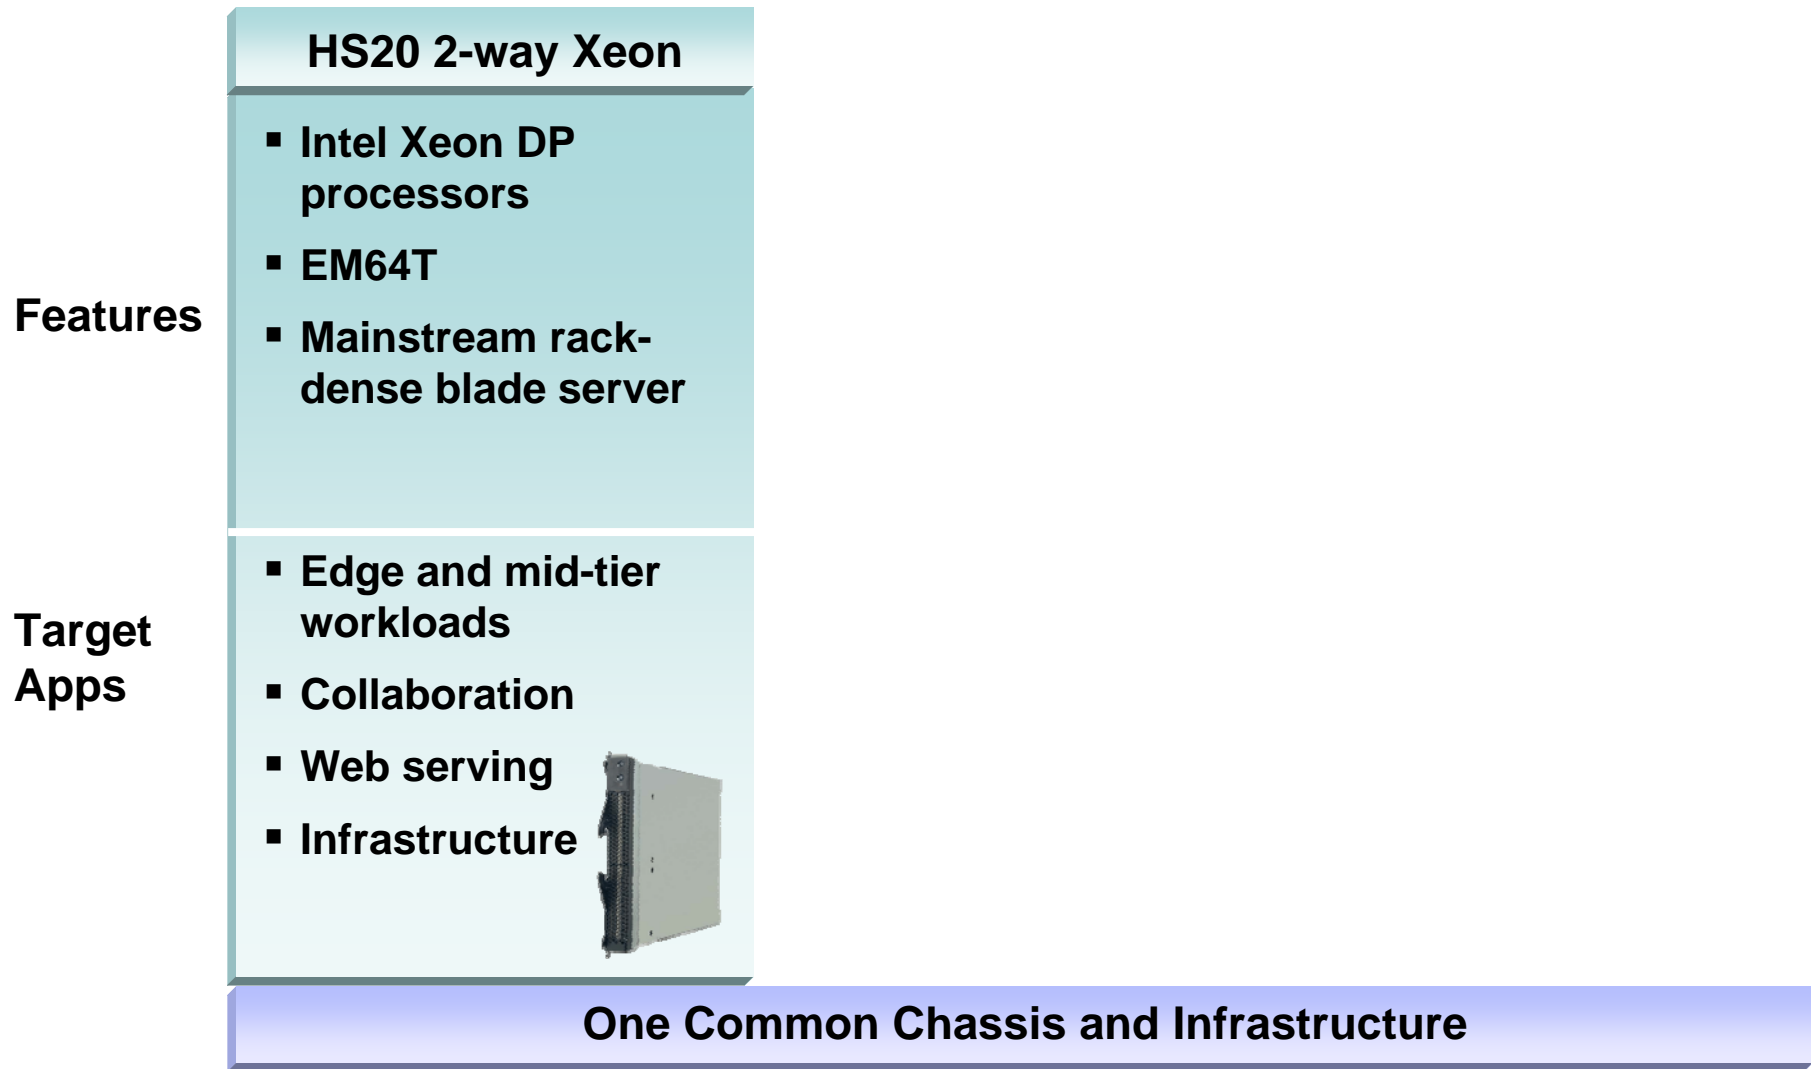 HS20 2-way Xeon
Features
▪ Intel Xeon DP
processors
▪ EM64T
▪ Mainstream rack-
dense blade server
Target
Apps
▪ Edge and mid-tier
workloads
▪ Collaboration
▪ Web serving
▪ Infrastructure
One Common Chassis and Infrastructure